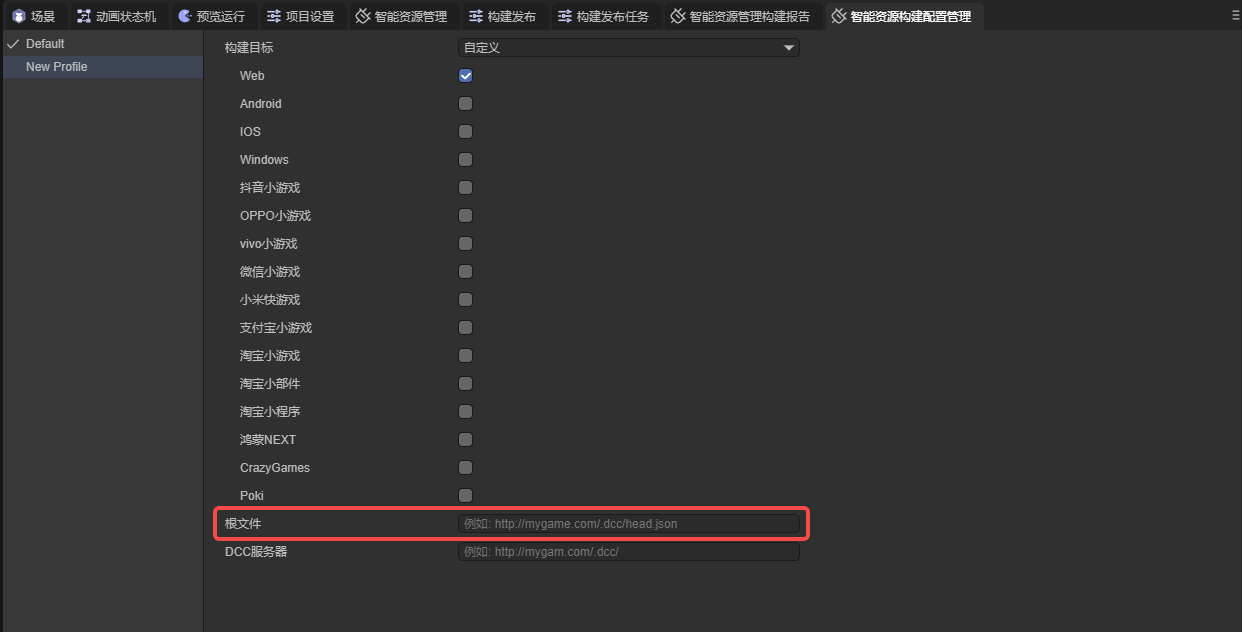 场景 动画状态机 预览运行 项目设置 智能资源管理 构建发布 构建发布任务 智能资源管理构建报告 智能资源构建配置管理
Default
New Profile
构建目标 自定义
Web
Android
IOS
Windows
抖音小游戏
OPPO小游戏
vivo小游戏
微信小游戏
小米快游戏
支付宝小游戏
淘宝小游戏
淘宝小部件
淘宝小程序
鸿蒙NEXT
CrazyGames
Poki
根文件 例如: http://mygame.com/.dcc/head.json
DCC服务器 例如: http://mygam.com/.dcc/